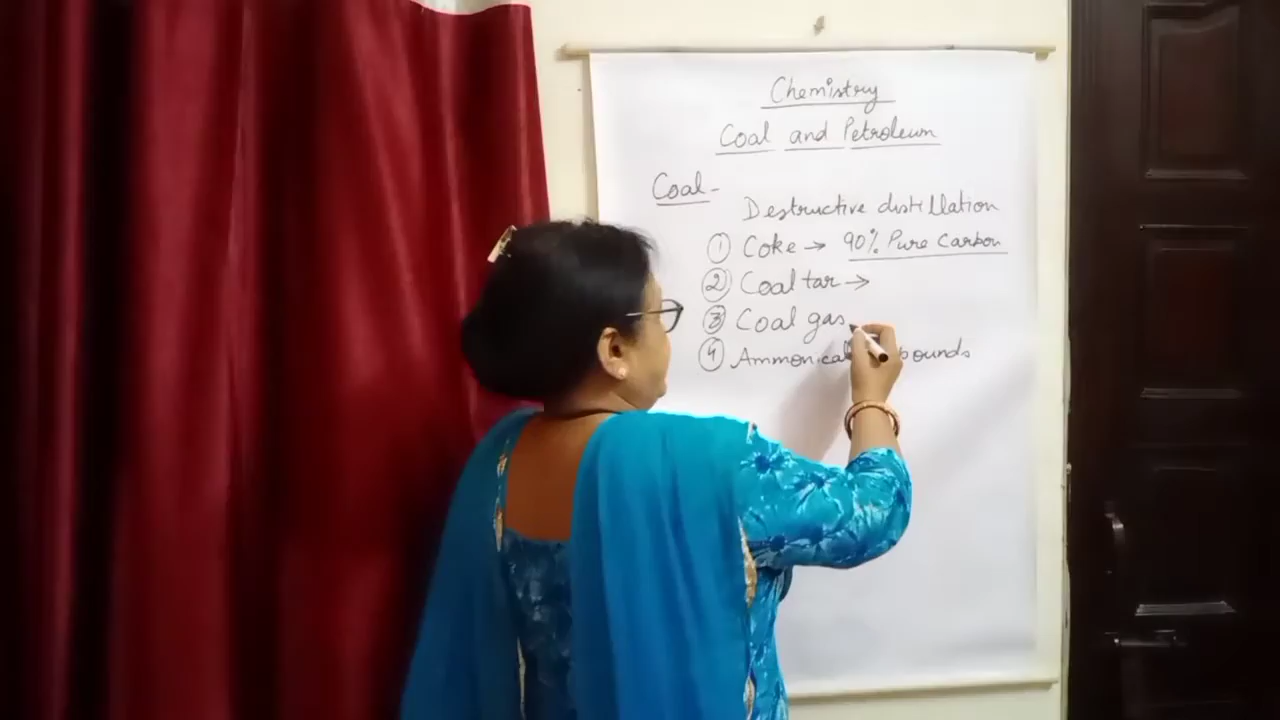 Chemistry
Coal and Petroleum
Coal-
Destructive distillation
① Coke → 90% Pure Carbon
② Coal tar →
③ Coal gas
④ Ammonical